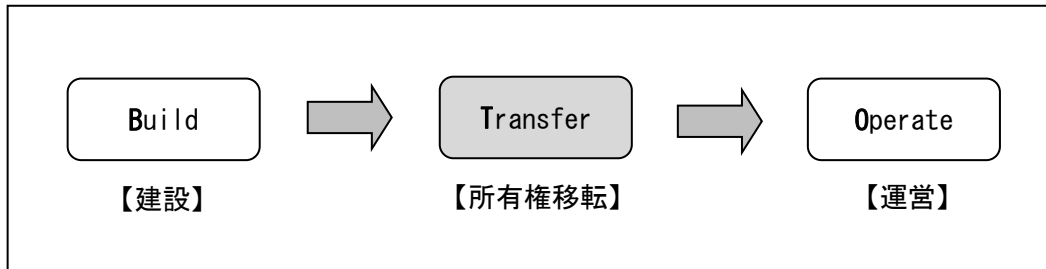 Build
Transfer
Operate
【建設】
【所有権移転】
【運営】